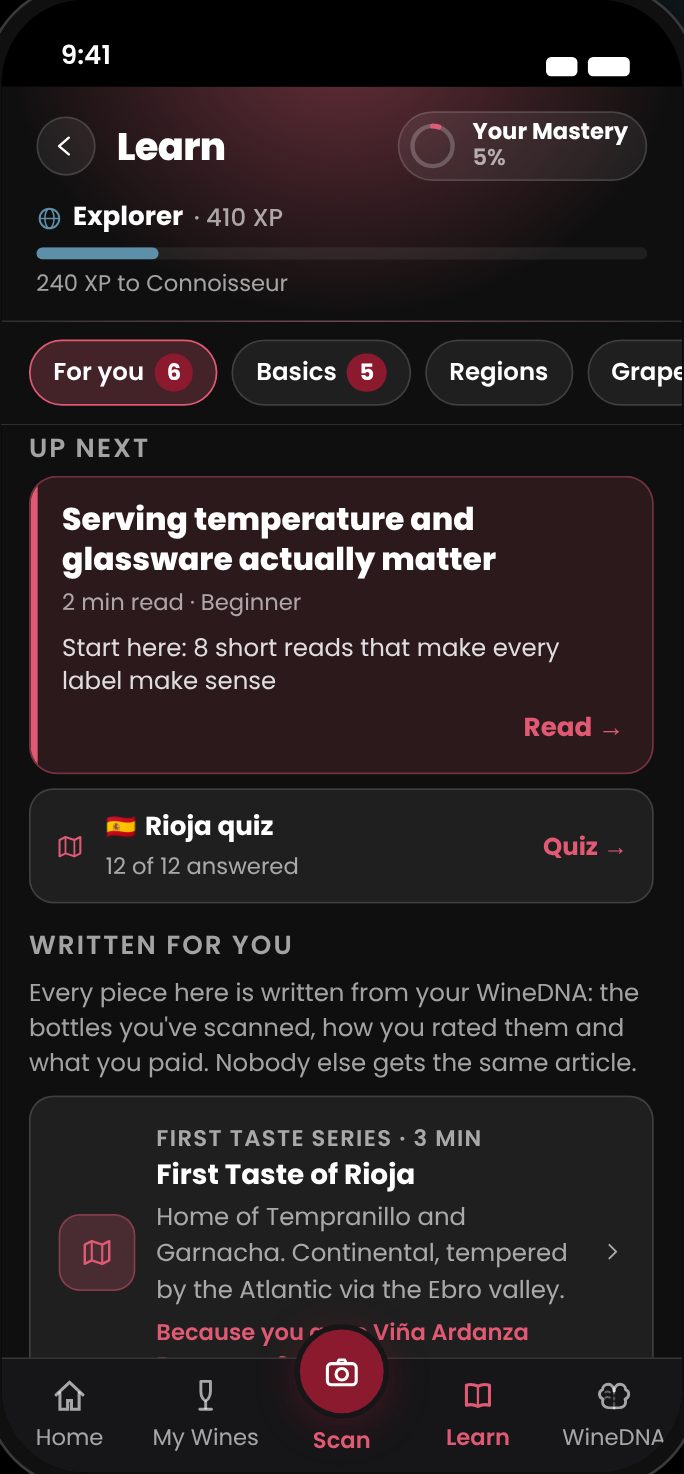 9:41
Learn
Your Mastery
5%
Explorer · 410 XP
240 XP to Connoisseur
For you 6
Basics 5
Regions
Grape
UP NEXT
Serving temperature and
glassware actually matter
2 min read · Beginner
Start here: 8 short reads that make every
label make sense
Read →
🇪🇸 Rioja quiz
12 of 12 answered
Quiz →
WRITTEN FOR YOU
Every piece here is written from your WineDNA: the
bottles you've scanned, how you rated them and
what you paid. Nobody else gets the same article.
FIRST TASTE SERIES · 3 MIN
First Taste of Rioja
Home of Tempranillo and
Garnacha. Continental, tempered
by the Atlantic via the Ebro valley.
Because you Viña Ardanza
Home
My Wines
Scan
Learn
WineDNA